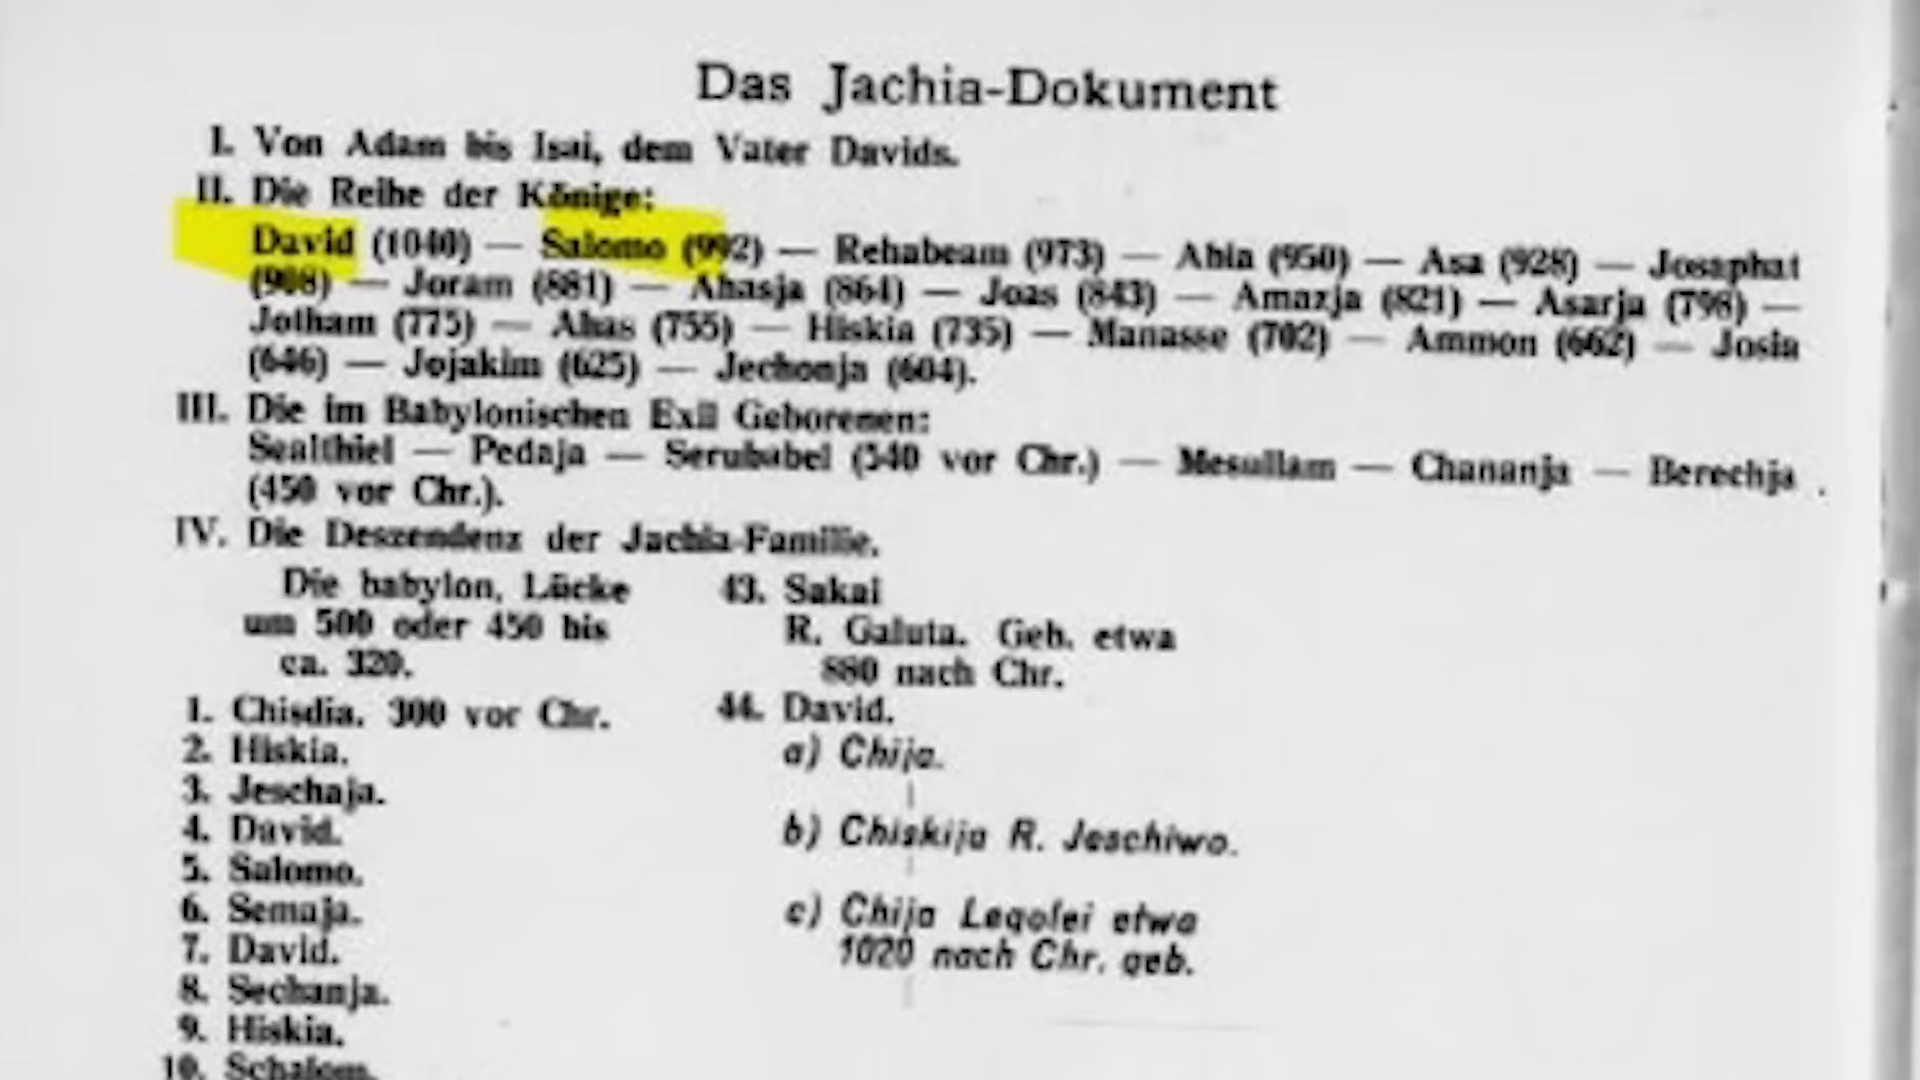 Das Jachia-Dokument
I. Von Adam bis Isai, dem Vater Davids.
II. Die Reihe der Könige:
David (1040) — Salomo (992) — Rehabeam (973) — Abia (950) — Asa (928) — Josaphat
(908) — Joram (881) — Ahasja (864) — Joas (843) — Amazja (821) — Asarja (798) —
Jotham (775) — Ahas (755) — Hiskia (735) — Manasse (702) — Ammon (662) — Josia
(646) — Jojakim (625) — Jechonja (604).
III. Die im Babylonischen Exil Geborenen:
Sealthiel — Pedaja — Serubabel (540 vor Chr.) — Mesullam — Chananja — Berechja
(450 vor Chr.).
IV. Die Deszendenz der Jachia-Familie.
Die babylon. Lücke
um 500 oder 450 bis
ca. 320.
1. Chisdia. 300 vor Chr.
2. Hiskia.
3. Jeschaja.
4. David.
5. Salomo.
6. Semaja.
7. David.
8. Sechanja.
9. Hiskia.
10. Schalom.
43. Sakai
R. Galuta. Geb. etwa
880 nach Chr.
44. David.
a) Chija.
b) Chiskija R. Jeschiwo.
c) Chija Leqolei etwa
1020 nach Chr. geb.